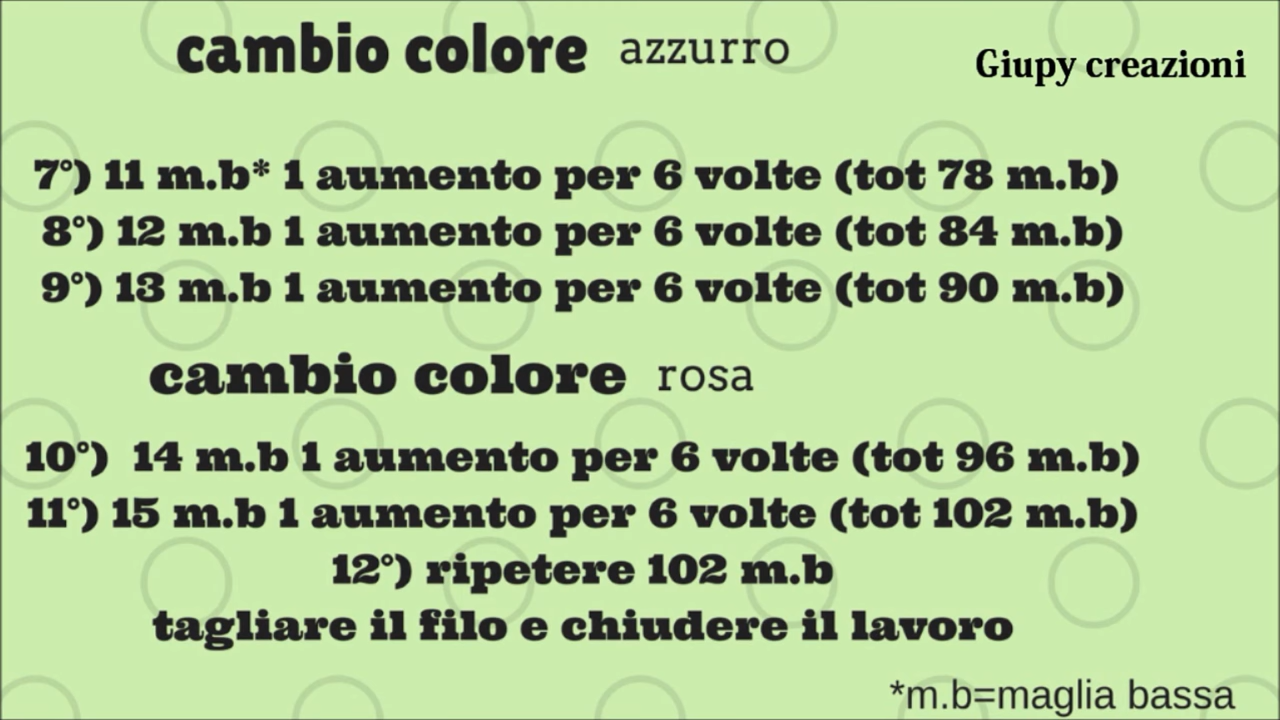 cambio colore azzurro
Giupy creazioni
7°) 11 m.b* 1 aumento per 6 volte (tot 78 m.b)
8°) 12 m.b 1 aumento per 6 volte (tot 84 m.b)
9°) 13 m.b 1 aumento per 6 volte (tot 90 m.b)
cambio colore rosa
10°) 14 m.b 1 aumento per 6 volte (tot 96 m.b)
11°) 15 m.b 1 aumento per 6 volte (tot 102 m.b)
12°) ripetere 102 m.b
tagliare il filo e chiudere il lavoro
*m.b=maglia bassa